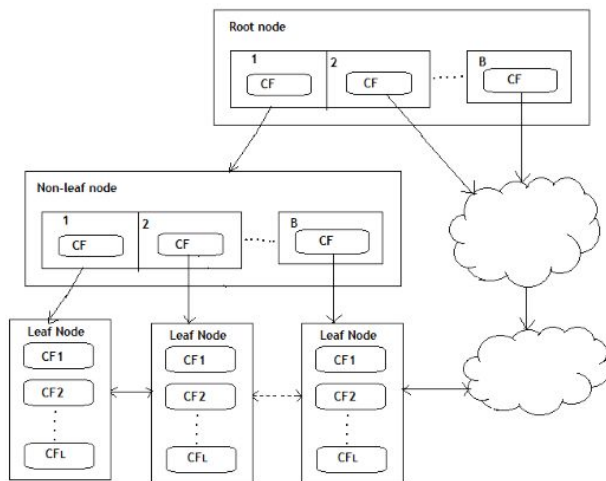 Root node
1
2
B
CF
CF
CF
Non-leaf node
1
2
B
CF
CF
CF
Leaf Node
Leaf Node
Leaf Node
CF1
CF1
CF1
CF2
CF2
CF2
CFL
CFL
CFL